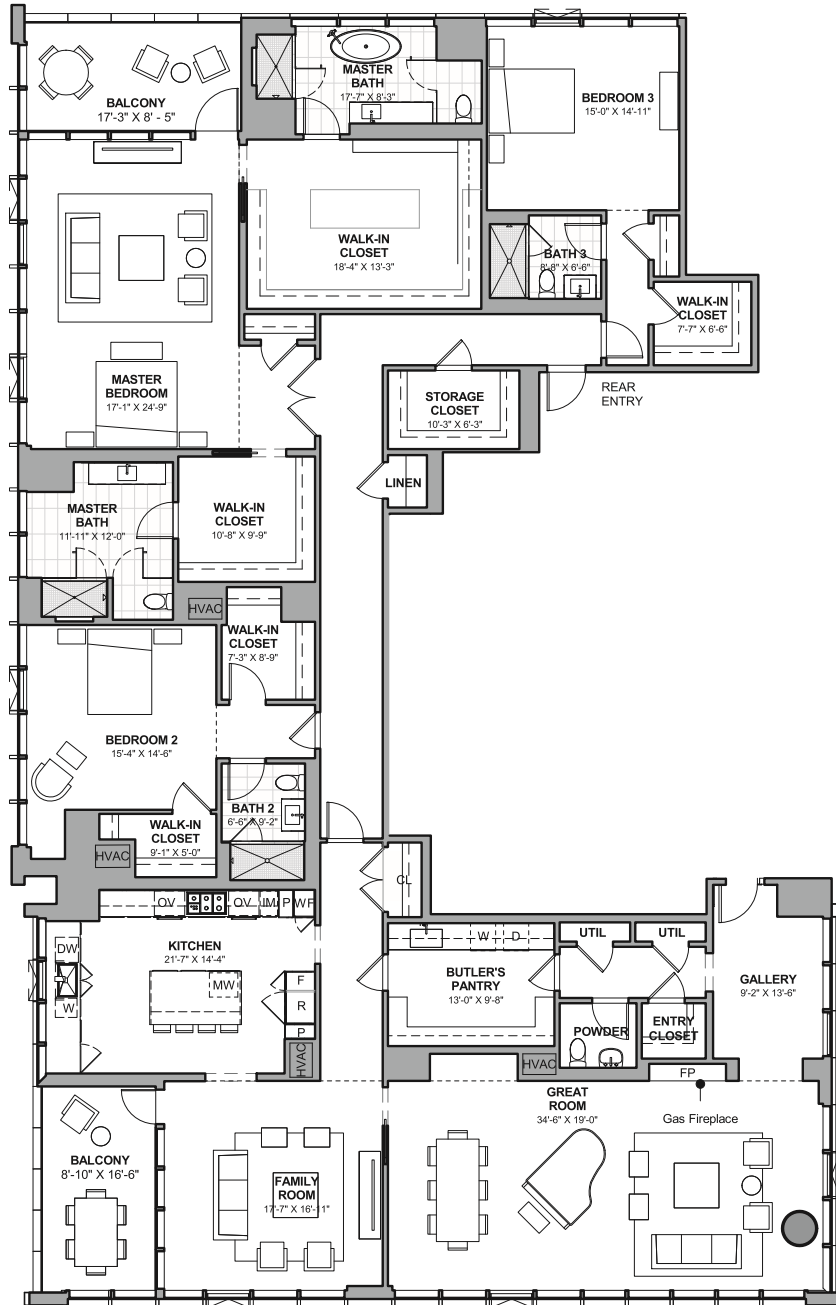 MASTER
BATH
17'-7" X 8'-3"
BALCONY
17'-3" X 8' - 5"
BEDROOM 3
15'-0" X 14'-11"
WALK-IN
CLOSET
18'-4" X 13'-3"
BATH 3
8'-8" X 6'-6"
WALK-IN
CLOSET
7'-7" X 6'-6"
MASTER
BEDROOM
17'-1" X 24'-9"
STORAGE
CLOSET
10'-3" X 6'-3"
REAR
ENTRY
LINEN
MASTER
BATH
11'-11" X 12'-0"
WALK-IN
CLOSET
10'-8" X 9'-9"
HVAC
WALK-IN
CLOSET
7'-3" X 8'-9"
BEDROOM 2
15'-4" X 14'-6"
BATH 2
6'-6" X 9'-2"
WALK-IN
CLOSET
9'-1" X 5'-0"
HVAC
CL
OV
OV
IM
P
WF
KITCHEN
21'-7" X 14'-4"
DW
W
MW
F
R
P
HVAC
W
D
BUTLER'S
PANTRY
13'-0" X 9'-8"
UTIL
UTIL
GALLERY
9'-2" X 13'-6"
POWDER
ENTRY
CLOSET
HVAC
FP
Gas Fireplace
GREAT
ROOM
34'-6" X 19'-0"
BALCONY
8'-10" X 16'-6"
FAMILY
ROOM
17'-7" X 16'-11"